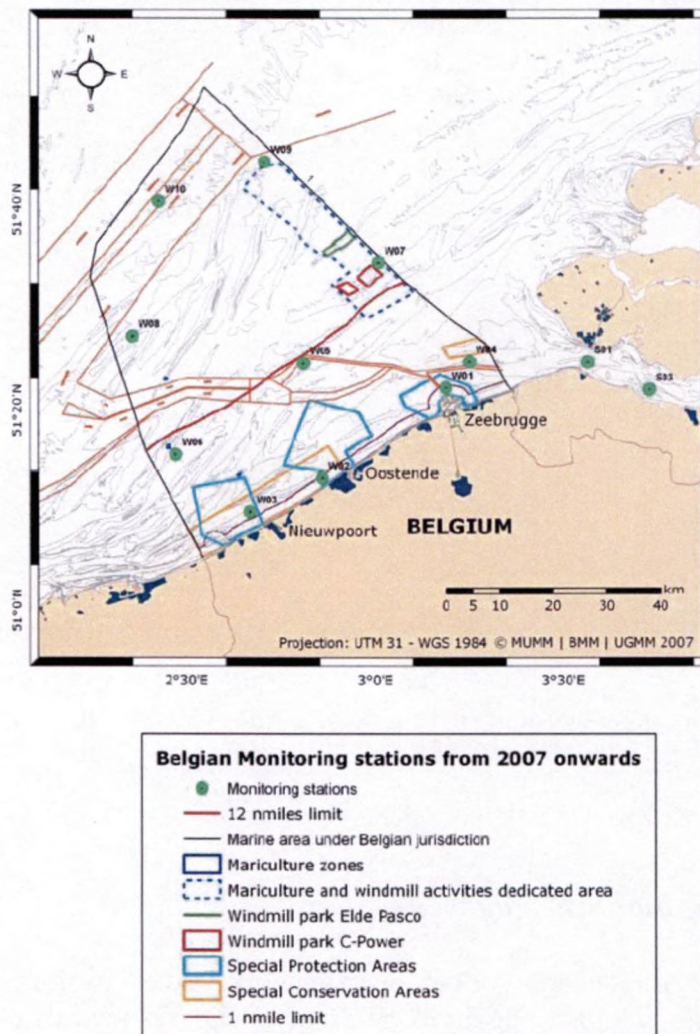 N
W E
S
51°40'N
51°20'N
51°0'N
W09
W10
W07
W08
W05
W04
S01
W01
S22
Zeebrugge
W06
W02
Oostende
W03
Nieuwpoort
BELGIUM
km
0 5 10 20 30 40
Projection: UTM 31 - WGS 1984 © MUMM | BMM | UGMM 2007
2°30'E 3°0'E 3°30'E
Belgian Monitoring stations from 2007 onwards
Monitoring stations
12 nmiles limit
Marine area under Belgian jurisdiction
Mariculture zones
Mariculture and windmill activities dedicated area
Windmill park Elde Pasco
Windmill park C-Power
Special Protection Areas
Special Conservation Areas
1 nmile limit